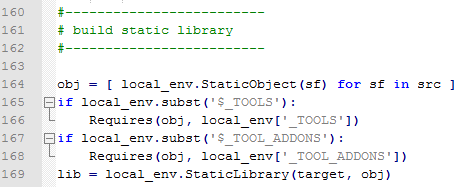 160 #-------------------------
161 # build static library
162 #-------------------------
163
164 obj = [ local_env.StaticObject(sf) for sf in src ]
165 if local_env.subst('$_TOOLS'):
166     Requires(obj, local_env['_TOOLS'])
167 if local_env.subst('$_TOOL_ADDONS'):
168     Requires(obj, local_env['_TOOL_ADDONS'])
169 lib = local_env.StaticLibrary(target, obj)